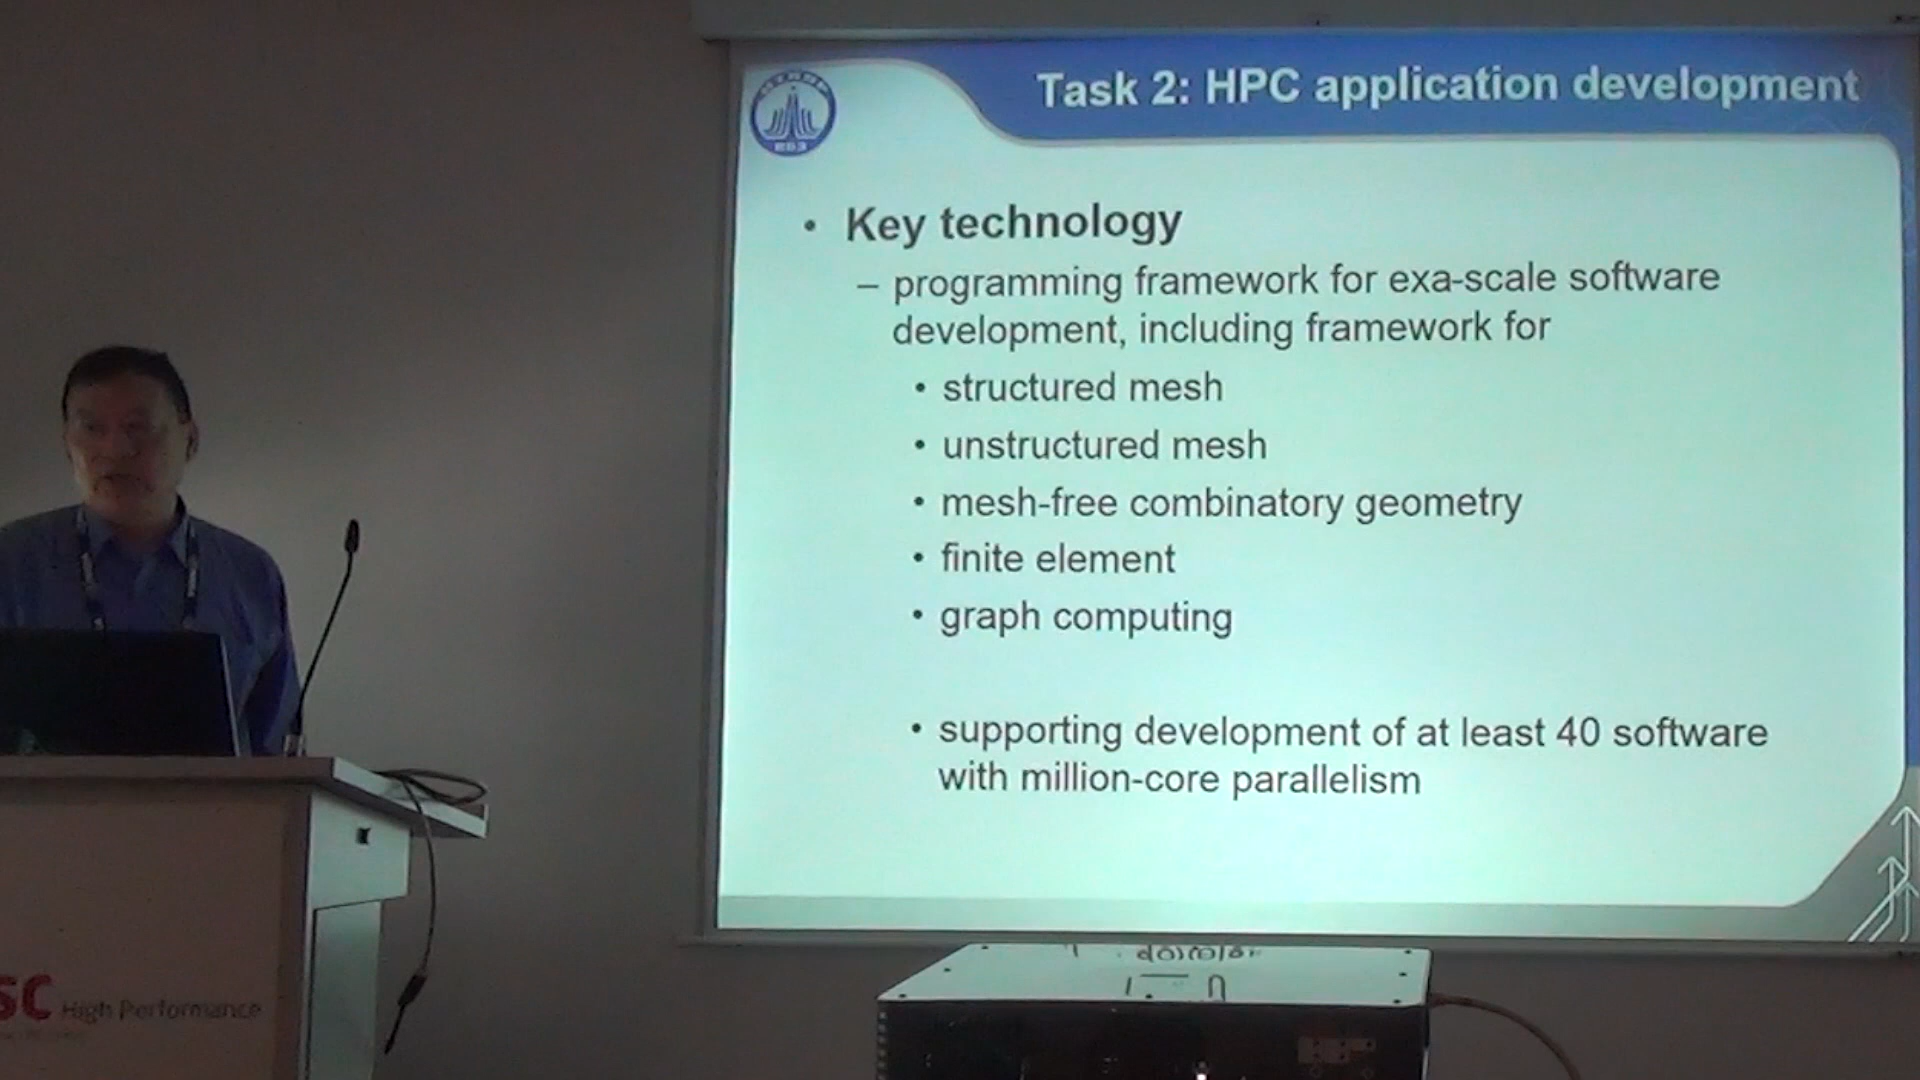 Task 2: HPC application development
863
• Key technology
– programming framework for exa-scale software
development, including framework for
• structured mesh
• unstructured mesh
• mesh-free combinatory geometry
• finite element
• graph computing
• supporting development of at least 40 software
with million-core parallelism
SC High Performance